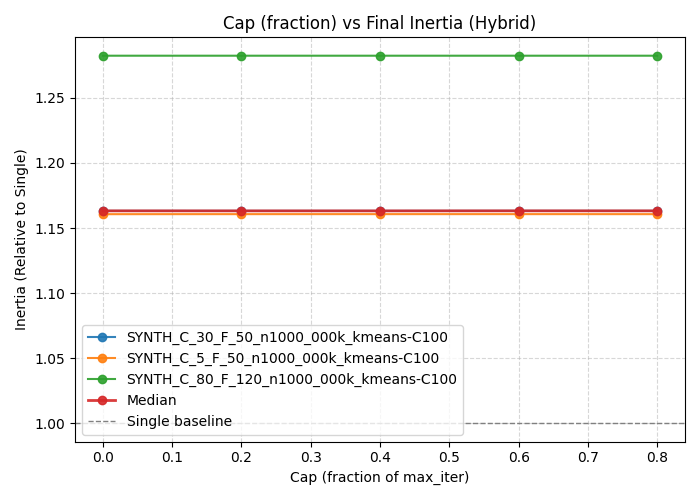 Cap (fraction) vs Final Inertia (Hybrid)
Inertia (Relative to Single)
1.25
1.20
1.15
1.10
1.05
1.00
SYNTH_C_30_F_50_n1000_000k_kmeans-C100
SYNTH_C_5_F_50_n1000_000k_kmeans-C100
SYNTH_C_80_F_120_n1000_000k_kmeans-C100
Median
Single baseline
0.0 0.1 0.2 0.3 0.4 0.5 0.6 0.7 0.8
Cap (fraction of max_iter)